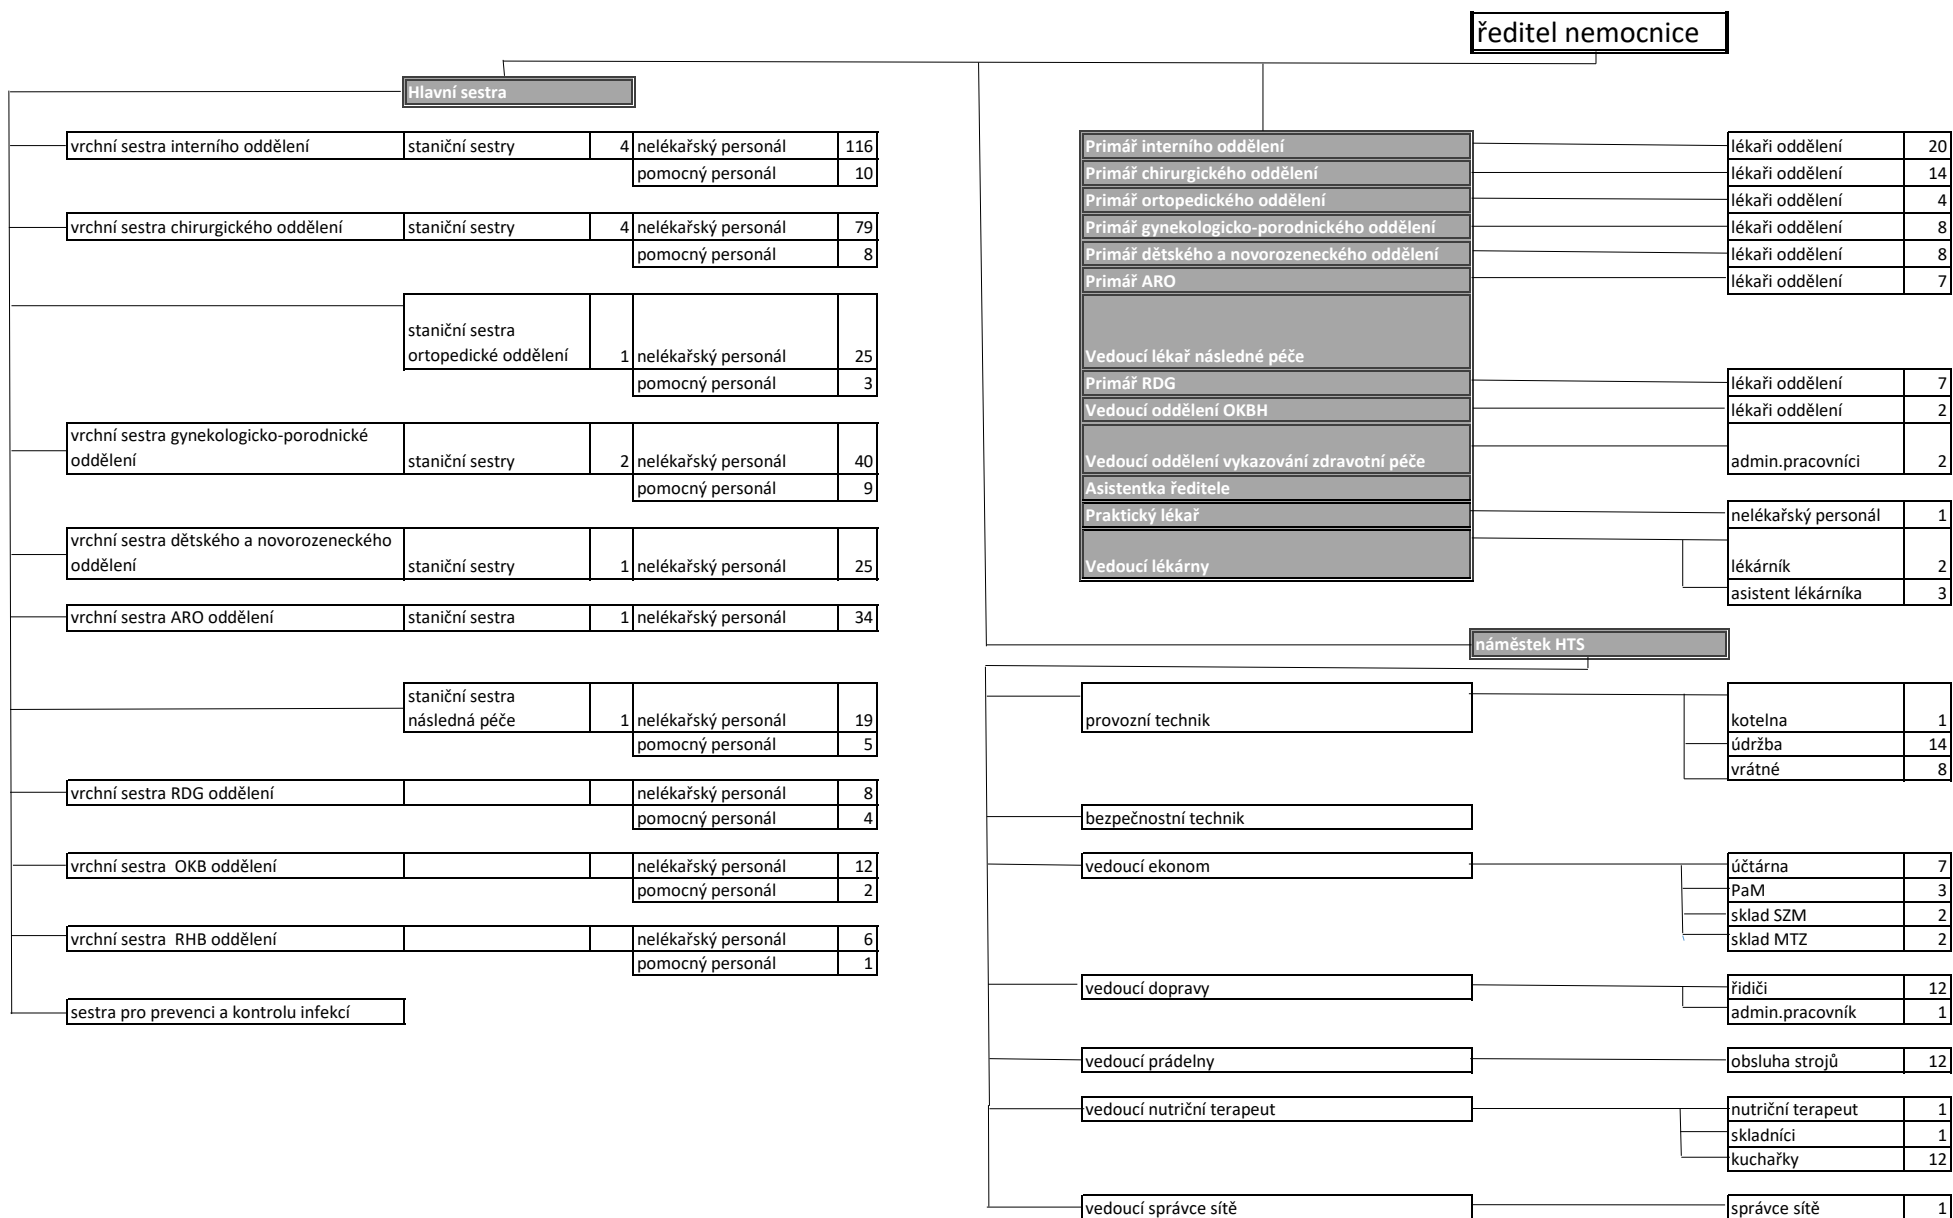 ředitel nemocnice
Hlavní sestra
vrchní sestra interního oddělení staniční sestry 4 nelékařský personál 116
pomocný personál 10
vrchní sestra chirurgického oddělení staniční sestry 4 nelékařský personál 79
pomocný personál 8
staniční sestra
ortopedické oddělení 1 nelékařský personál 25
pomocný personál 3
vrchní sestra gynekologicko-porodnické
oddělení staniční sestry 2 nelékařský personál 40
pomocný personál 9
vrchní sestra dětského a novorozeneckého
oddělení staniční sestry 1 nelékařský personál 25
vrchní sestra ARO oddělení staniční sestra 1 nelékařský personál 34
staniční sestra
následná péče 1 nelékařský personál 19
pomocný personál 5
vrchní sestra RDG oddělení nelékařský personál 8
pomocný personál 4
vrchní sestra  OKB oddělení nelékařský personál 12
pomocný personál 2
vrchní sestra  RHB oddělení nelékařský personál 6
pomocný personál 1
sestra pro prevenci a kontrolu infekcí
Primář interního oddělení lékaři oddělení 20
Primář chirurgického oddělení lékaři oddělení 14
Primář ortopedického oddělení lékaři oddělení 4
Primář gynekologicko-porodnického oddělení lékaři oddělení 8
Primář dětského a novorozeneckého oddělení lékaři oddělení 8
Primář ARO lékaři oddělení 7
Vedoucí lékař následné péče
Primář RDG lékaři oddělení 7
Vedoucí oddělení OKBH lékaři oddělení 2
Vedoucí oddělení vykazování zdravotní péče admin.pracovníci 2
Asistentka ředitele
Praktický lékař nelékařský personál 1
Vedoucí lékárny lékárník 2
asistent lékárníka 3
náměstek HTS
provozní technik kotelna 1
údržba 14
vrátné 8
bezpečnostní technik
vedoucí ekonom účtárna 7
PaM 3
sklad SZM 2
sklad MTZ 2
vedoucí dopravy řidiči 12
admin.pracovník 1
vedoucí prádelny obsluha strojů 12
vedoucí nutriční terapeut nutriční terapeut 1
skladníci 1
kuchařky 12
vedoucí správce sítě správce sítě 1